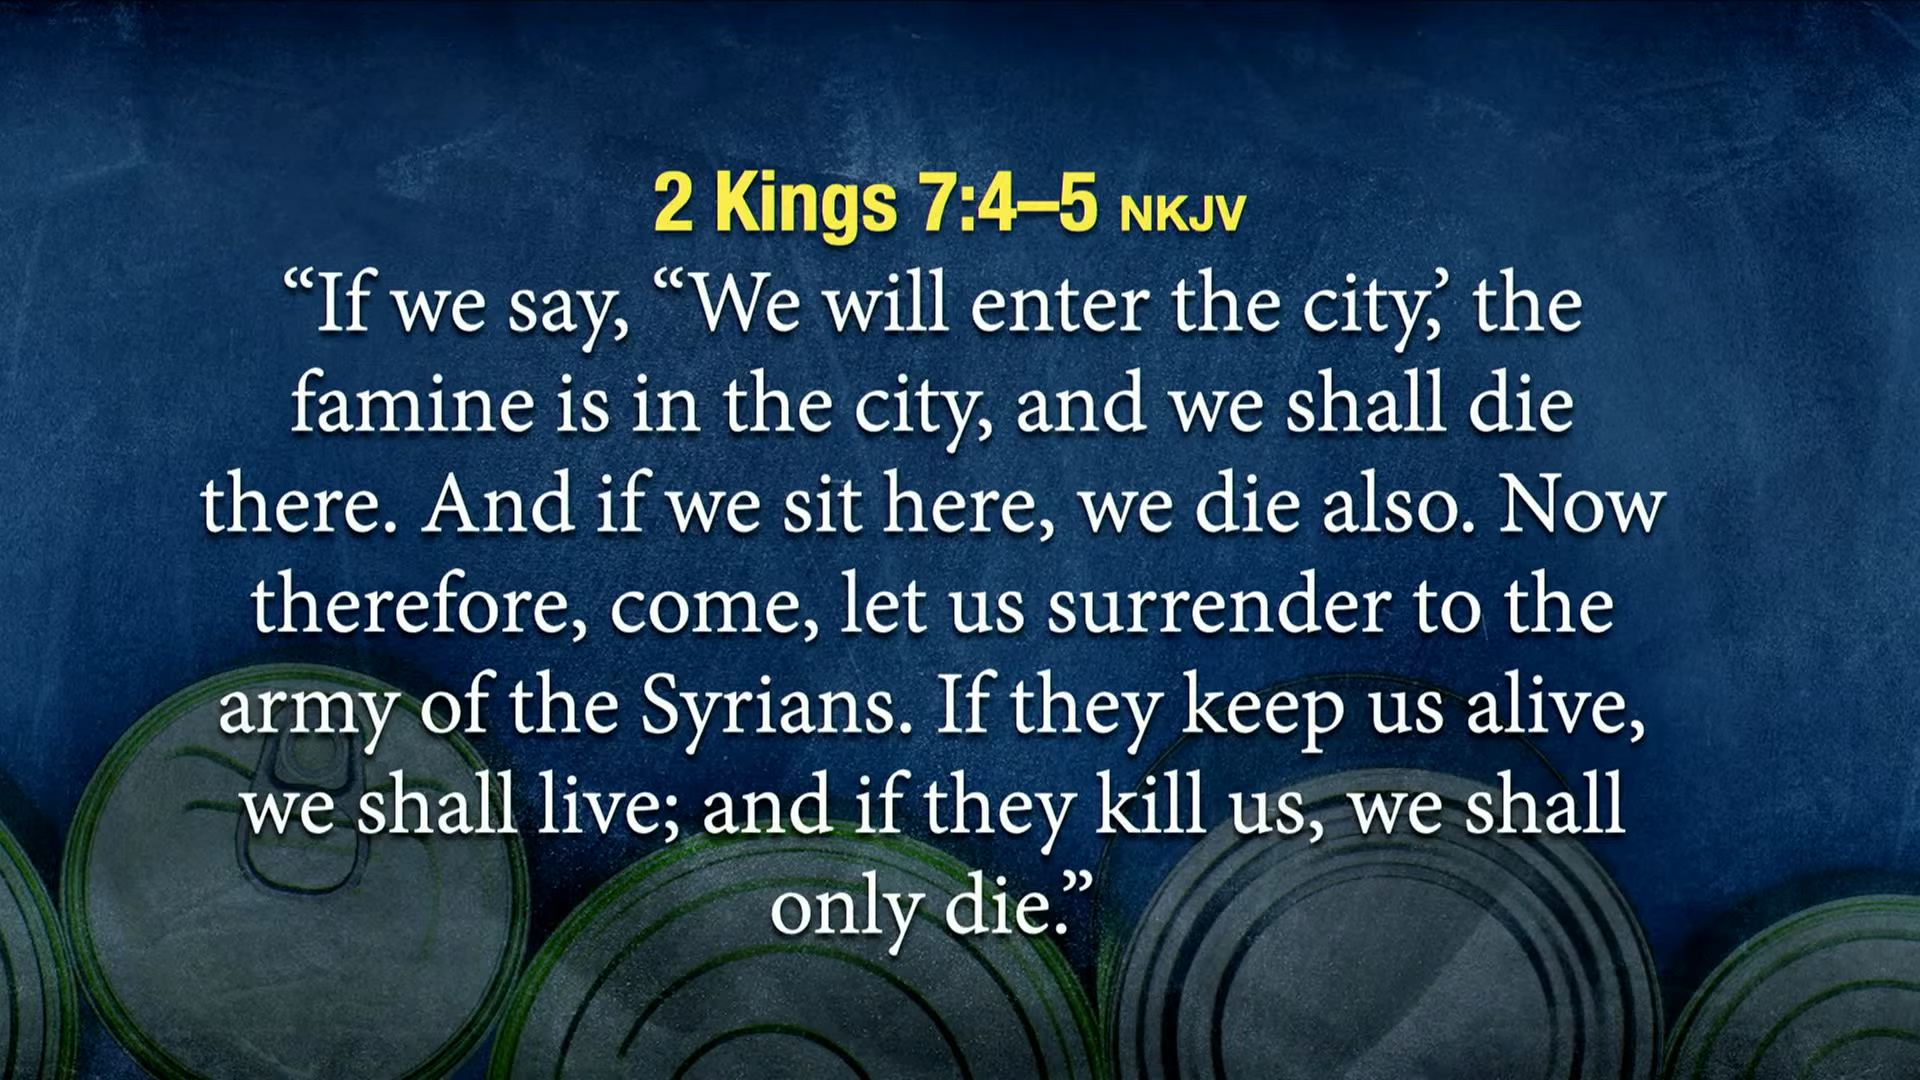 2 Kings 7:4–5 NKJV
“If we say, “We will enter the city,’ the
famine is in the city, and we shall die
there. And if we sit here, we die also. Now
therefore, come, let us surrender to the
army of the Syrians. If they keep us alive,
we shall live; and if they kill us, we shall
only die.”